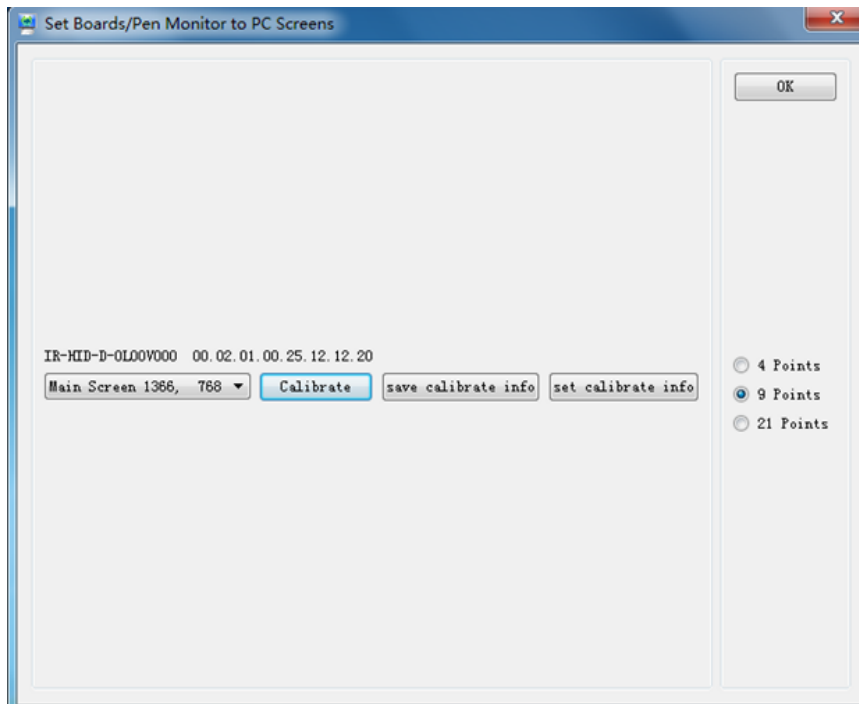 Set Boards/Pen Monitor to PC Screens
OK
IR-HID-D-OL00V000 00.02.01.00.25.12.12.20
Main Screen 1366, 768
Calibrate
save calibrate info
set calibrate info
4 Points
9 Points
21 Points